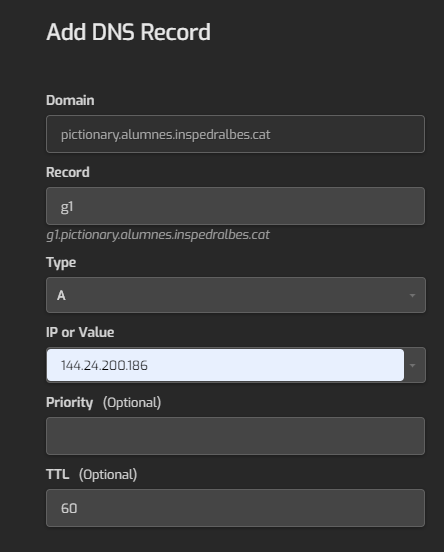 Add DNS Record
Domain
pictionary.alumnes.inspedralbes.cat
Record
g1
g1.pictionary.alumnes.inspedralbes.cat
Type
A
IP or Value
144.24.200.186
Priority (Optional)
TTL (Optional)
60